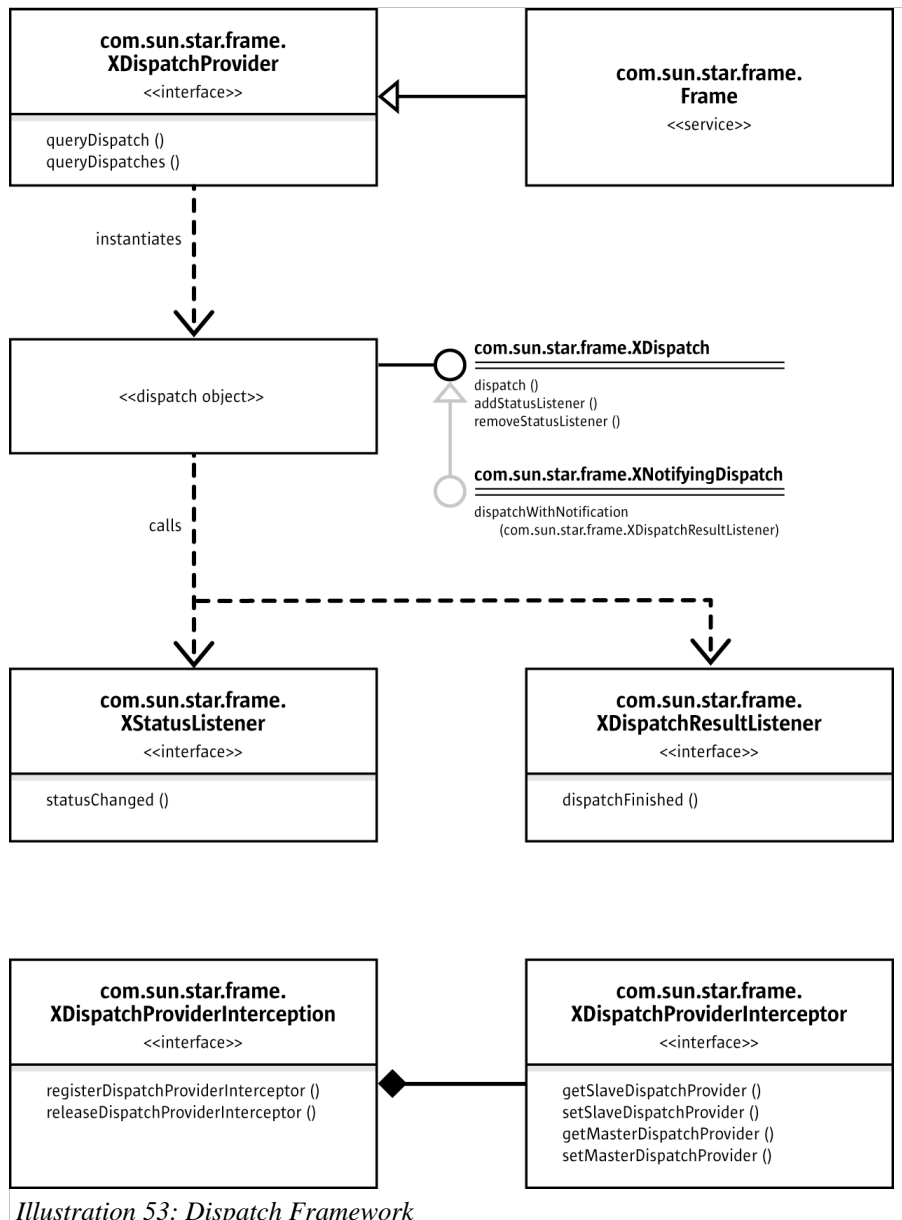 com.sun.star.frame.
XDispatchProvider
<<interface>>
queryDispatch ()
queryDispatches ()
com.sun.star.frame.
Frame
<<service>>
instantiates
<<dispatch object>>
com.sun.star.frame.XDispatch
dispatch ()
addStatusListener ()
removeStatusListener ()
com.sun.star.frame.XNotifyingDispatch
dispatchWithNotification
(com.sun.star.frame.XDispatchResultListener)
calls
com.sun.star.frame.
XStatusListener
<<interface>>
statusChanged ()
com.sun.star.frame.
XDispatchResultListener
<<interface>>
dispatchFinished ()
com.sun.star.frame.
XDispatchProviderInterception
<<interface>>
registerDispatchProviderInterceptor ()
releaseDispatchProviderInterceptor ()
com.sun.star.frame.
XDispatchProviderInterceptor
<<interface>>
getSlaveDispatchProvider ()
setSlaveDispatchProvider ()
getMasterDispatchProvider ()
setMasterDispatchProvider ()
Illustration 53: Dispatch Framework